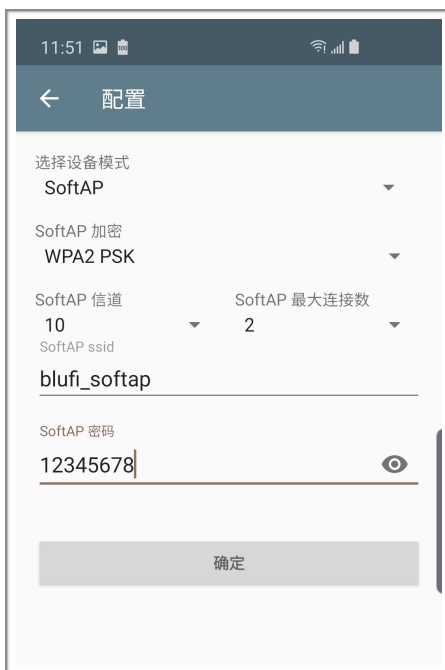 11:51
配置
选择设备模式
SoftAP
SoftAP 加密
WPA2 PSK
SoftAP 信道 SoftAP 最大连接数
10 2
SoftAP ssid
blufi_softap
SoftAP 密码
12345678
确定